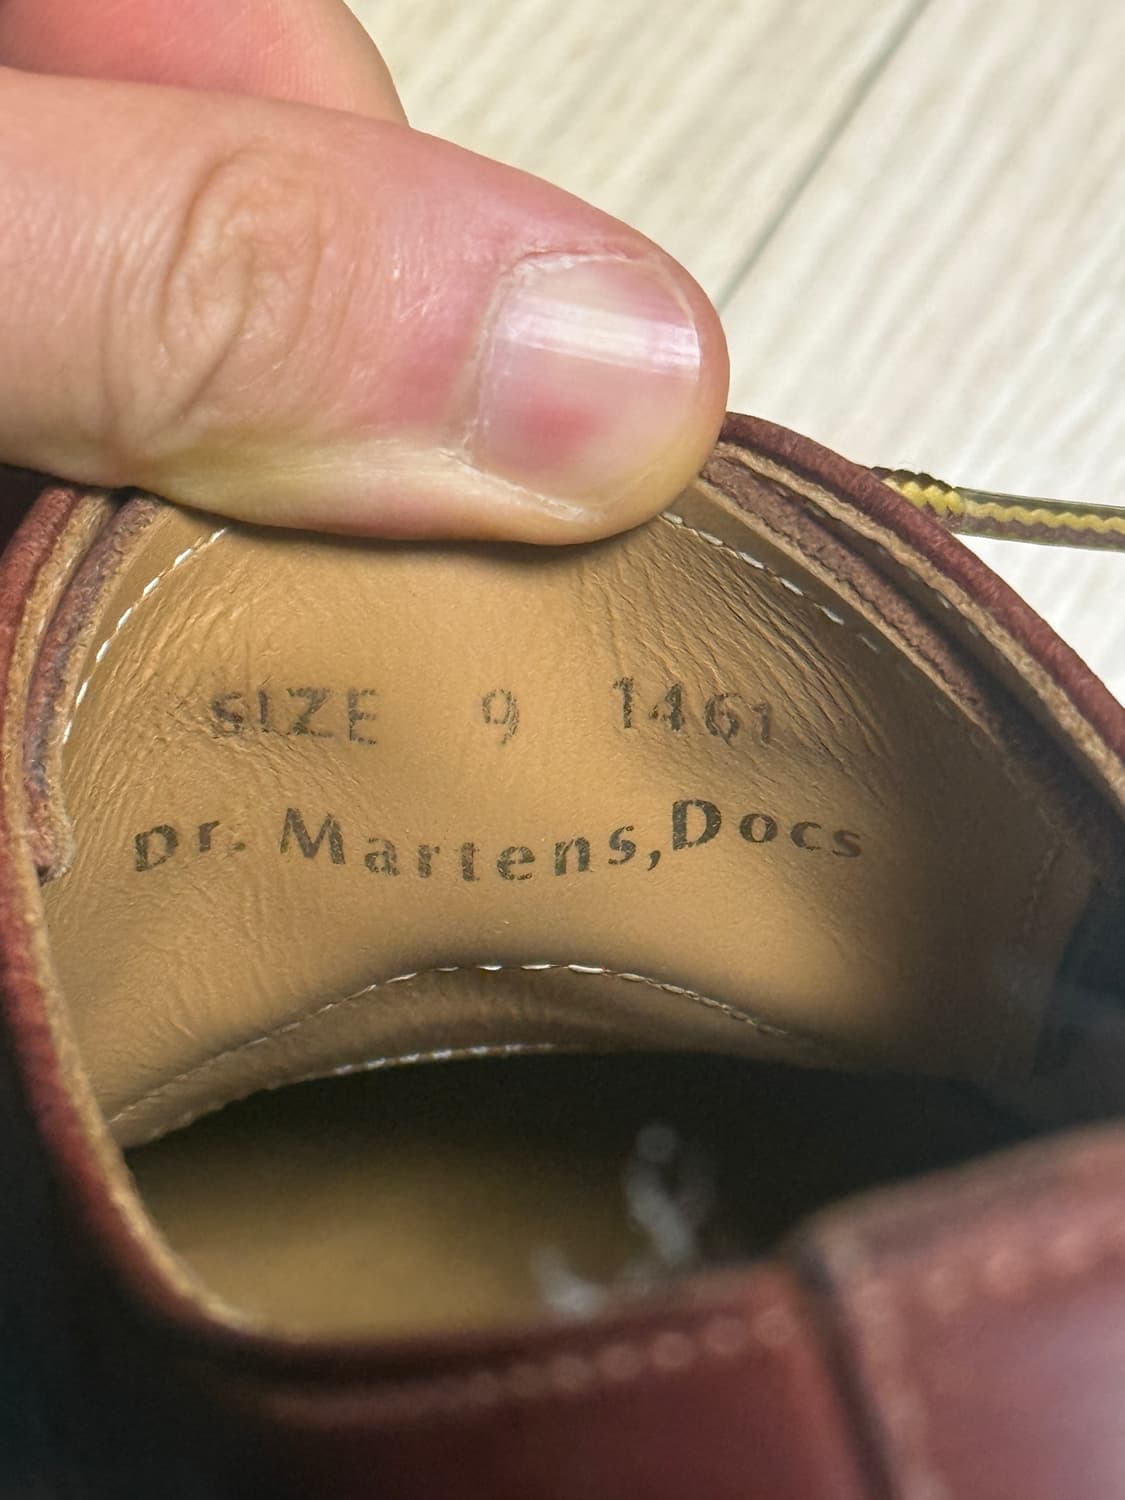 SIZE 9 1461
Dr. Martens,Docs